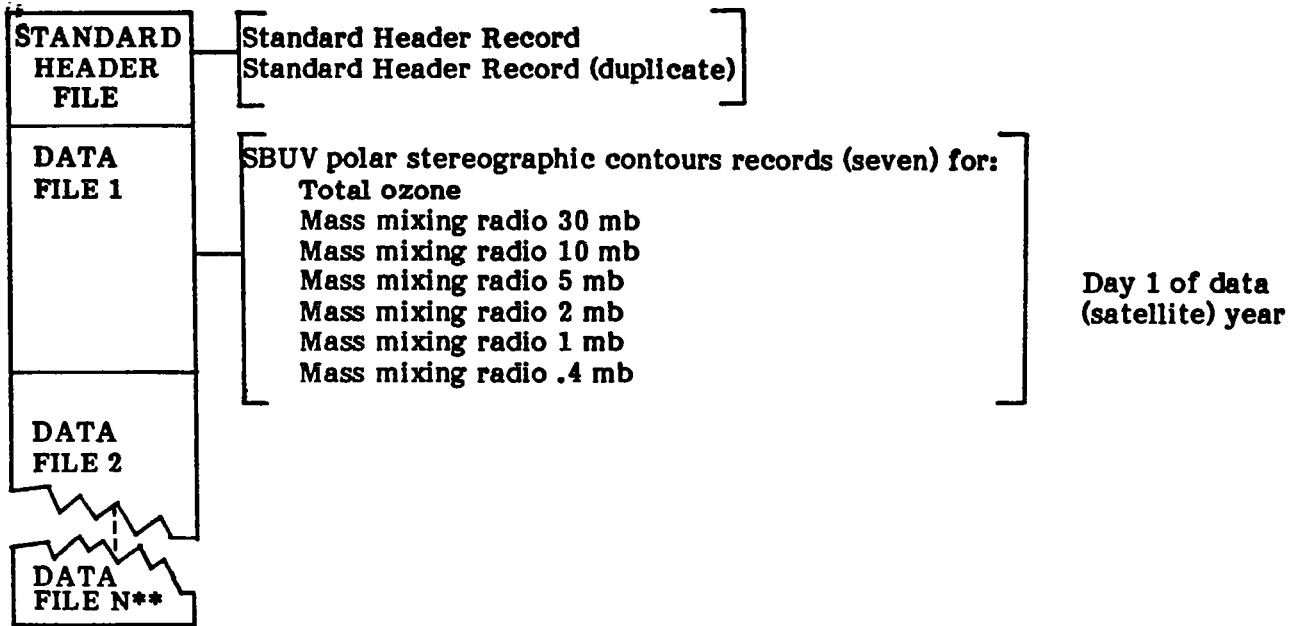 STANDARD
HEADER
FILE
Standard Header Record
Standard Header Record (duplicate)
DATA
FILE 1
SBUV polar stereographic contours records (seven) for:
Total ozone
Mass mixing radio 30 mb
Mass mixing radio 10 mb
Mass mixing radio 5 mb
Mass mixing radio 2 mb
Mass mixing radio 1 mb
Mass mixing radio .4 mb
Day 1 of data
(satellite) year
DATA
FILE 2
DATA
FILE N**